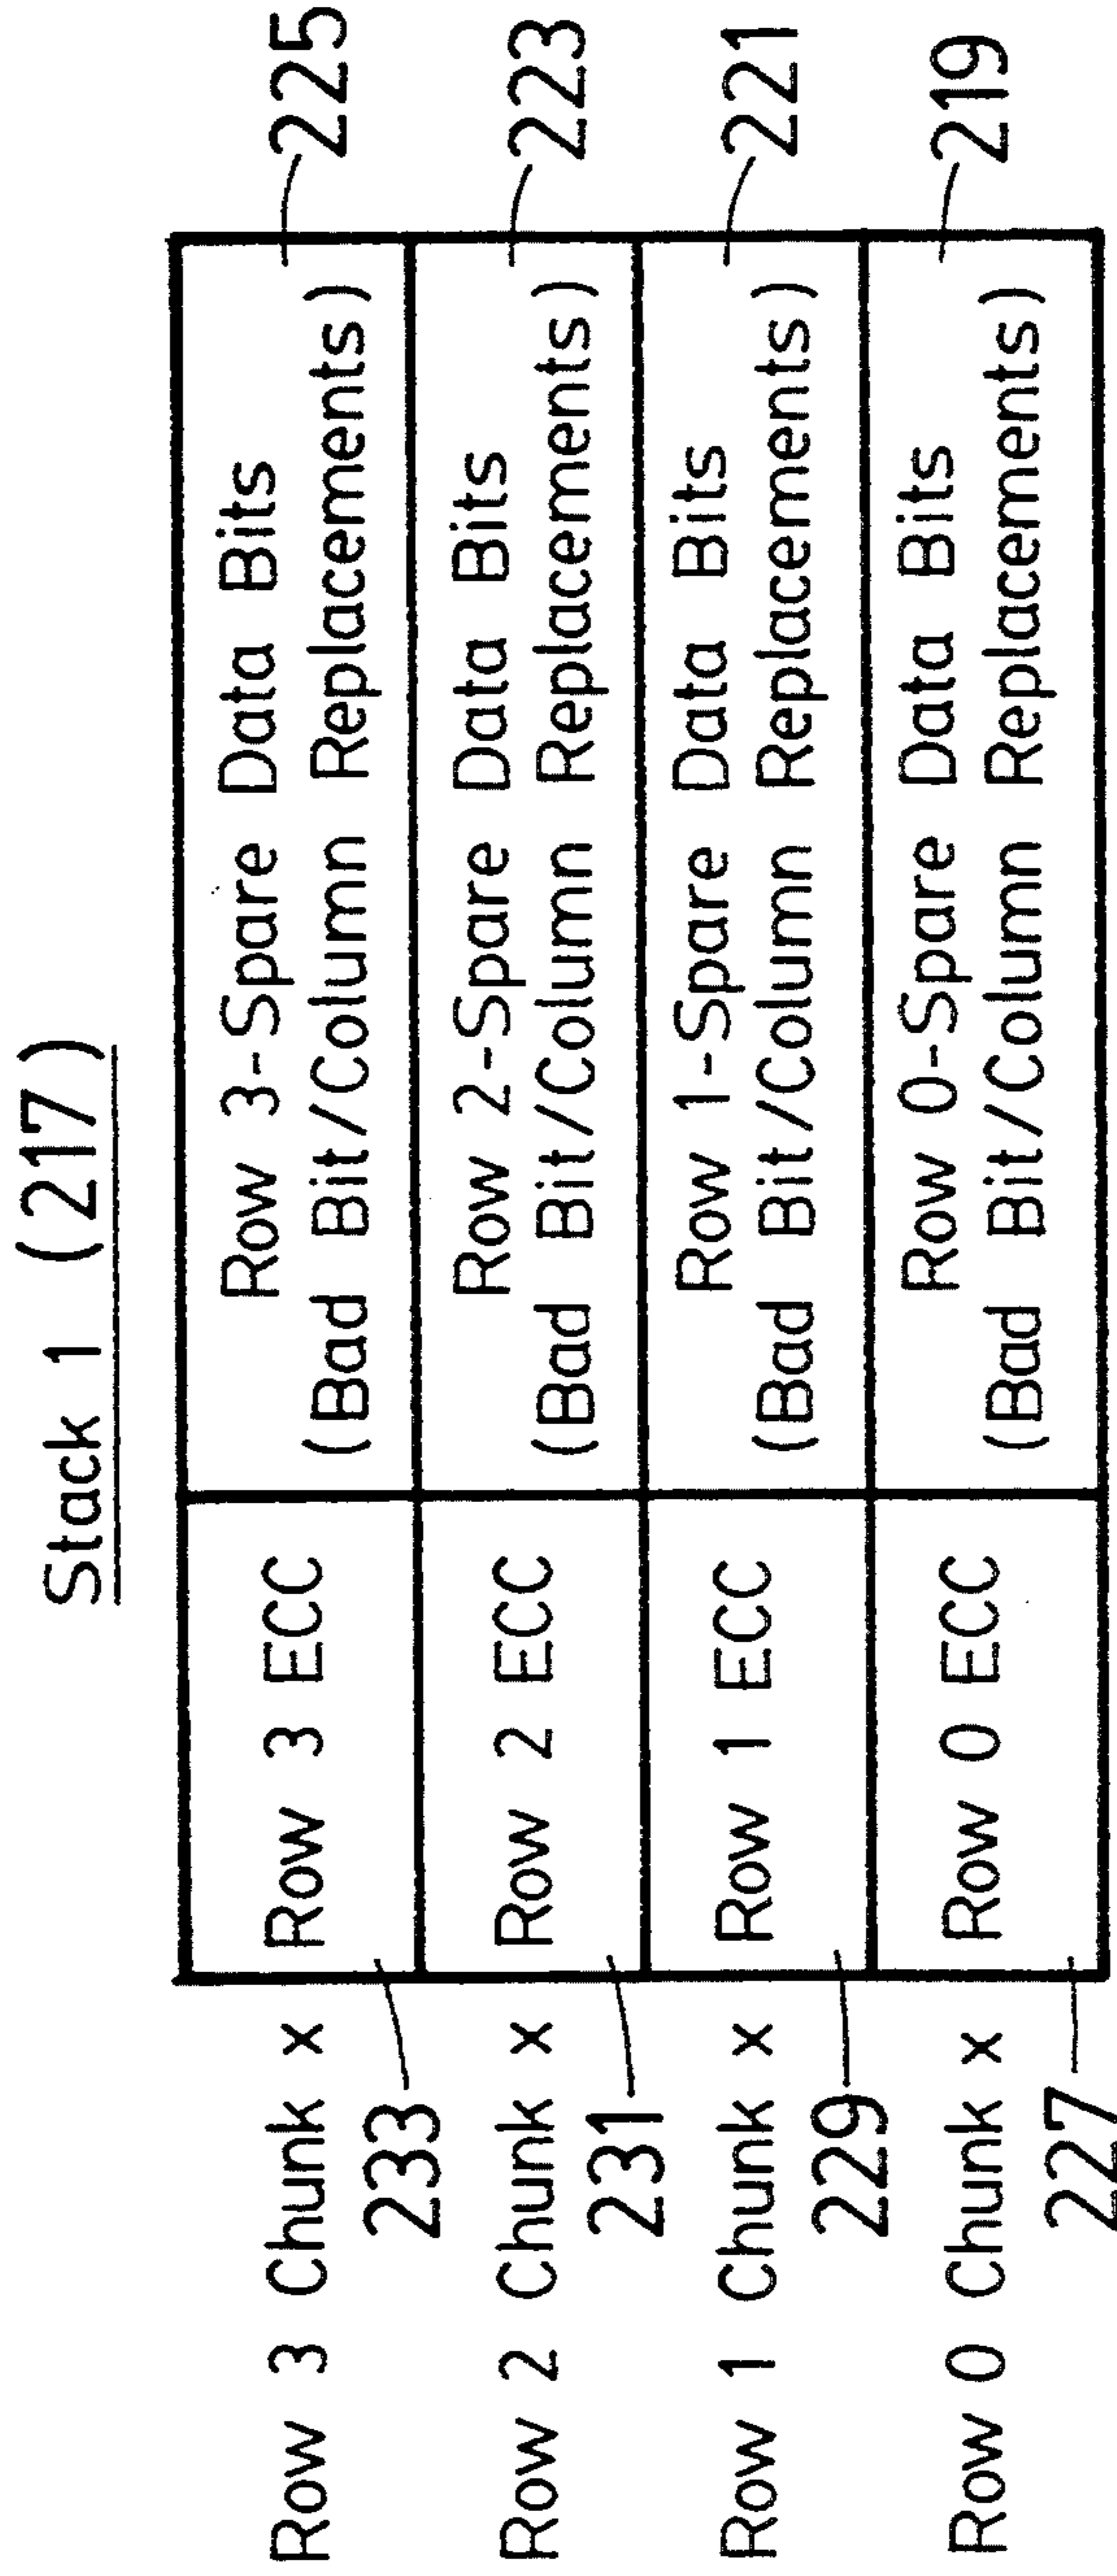 Stack 1 (217)
Row 3 Chunk x
233
Row 3 ECC
Row 3-Spare Data Bits
(Bad Bit/Column Replacements)
225
Row 2 Chunk x
231
Row 2 ECC
Row 2-Spare Data Bits
(Bad Bit/Column Replacements)
223
Row 1 Chunk x
229
Row 1 ECC
Row 1-Spare Data Bits
(Bad Bit/Column Replacements)
221
Row 0 Chunk x
227
Row 0 ECC
Row 0-Spare Data Bits
(Bad Bit/Column Replacements)
219